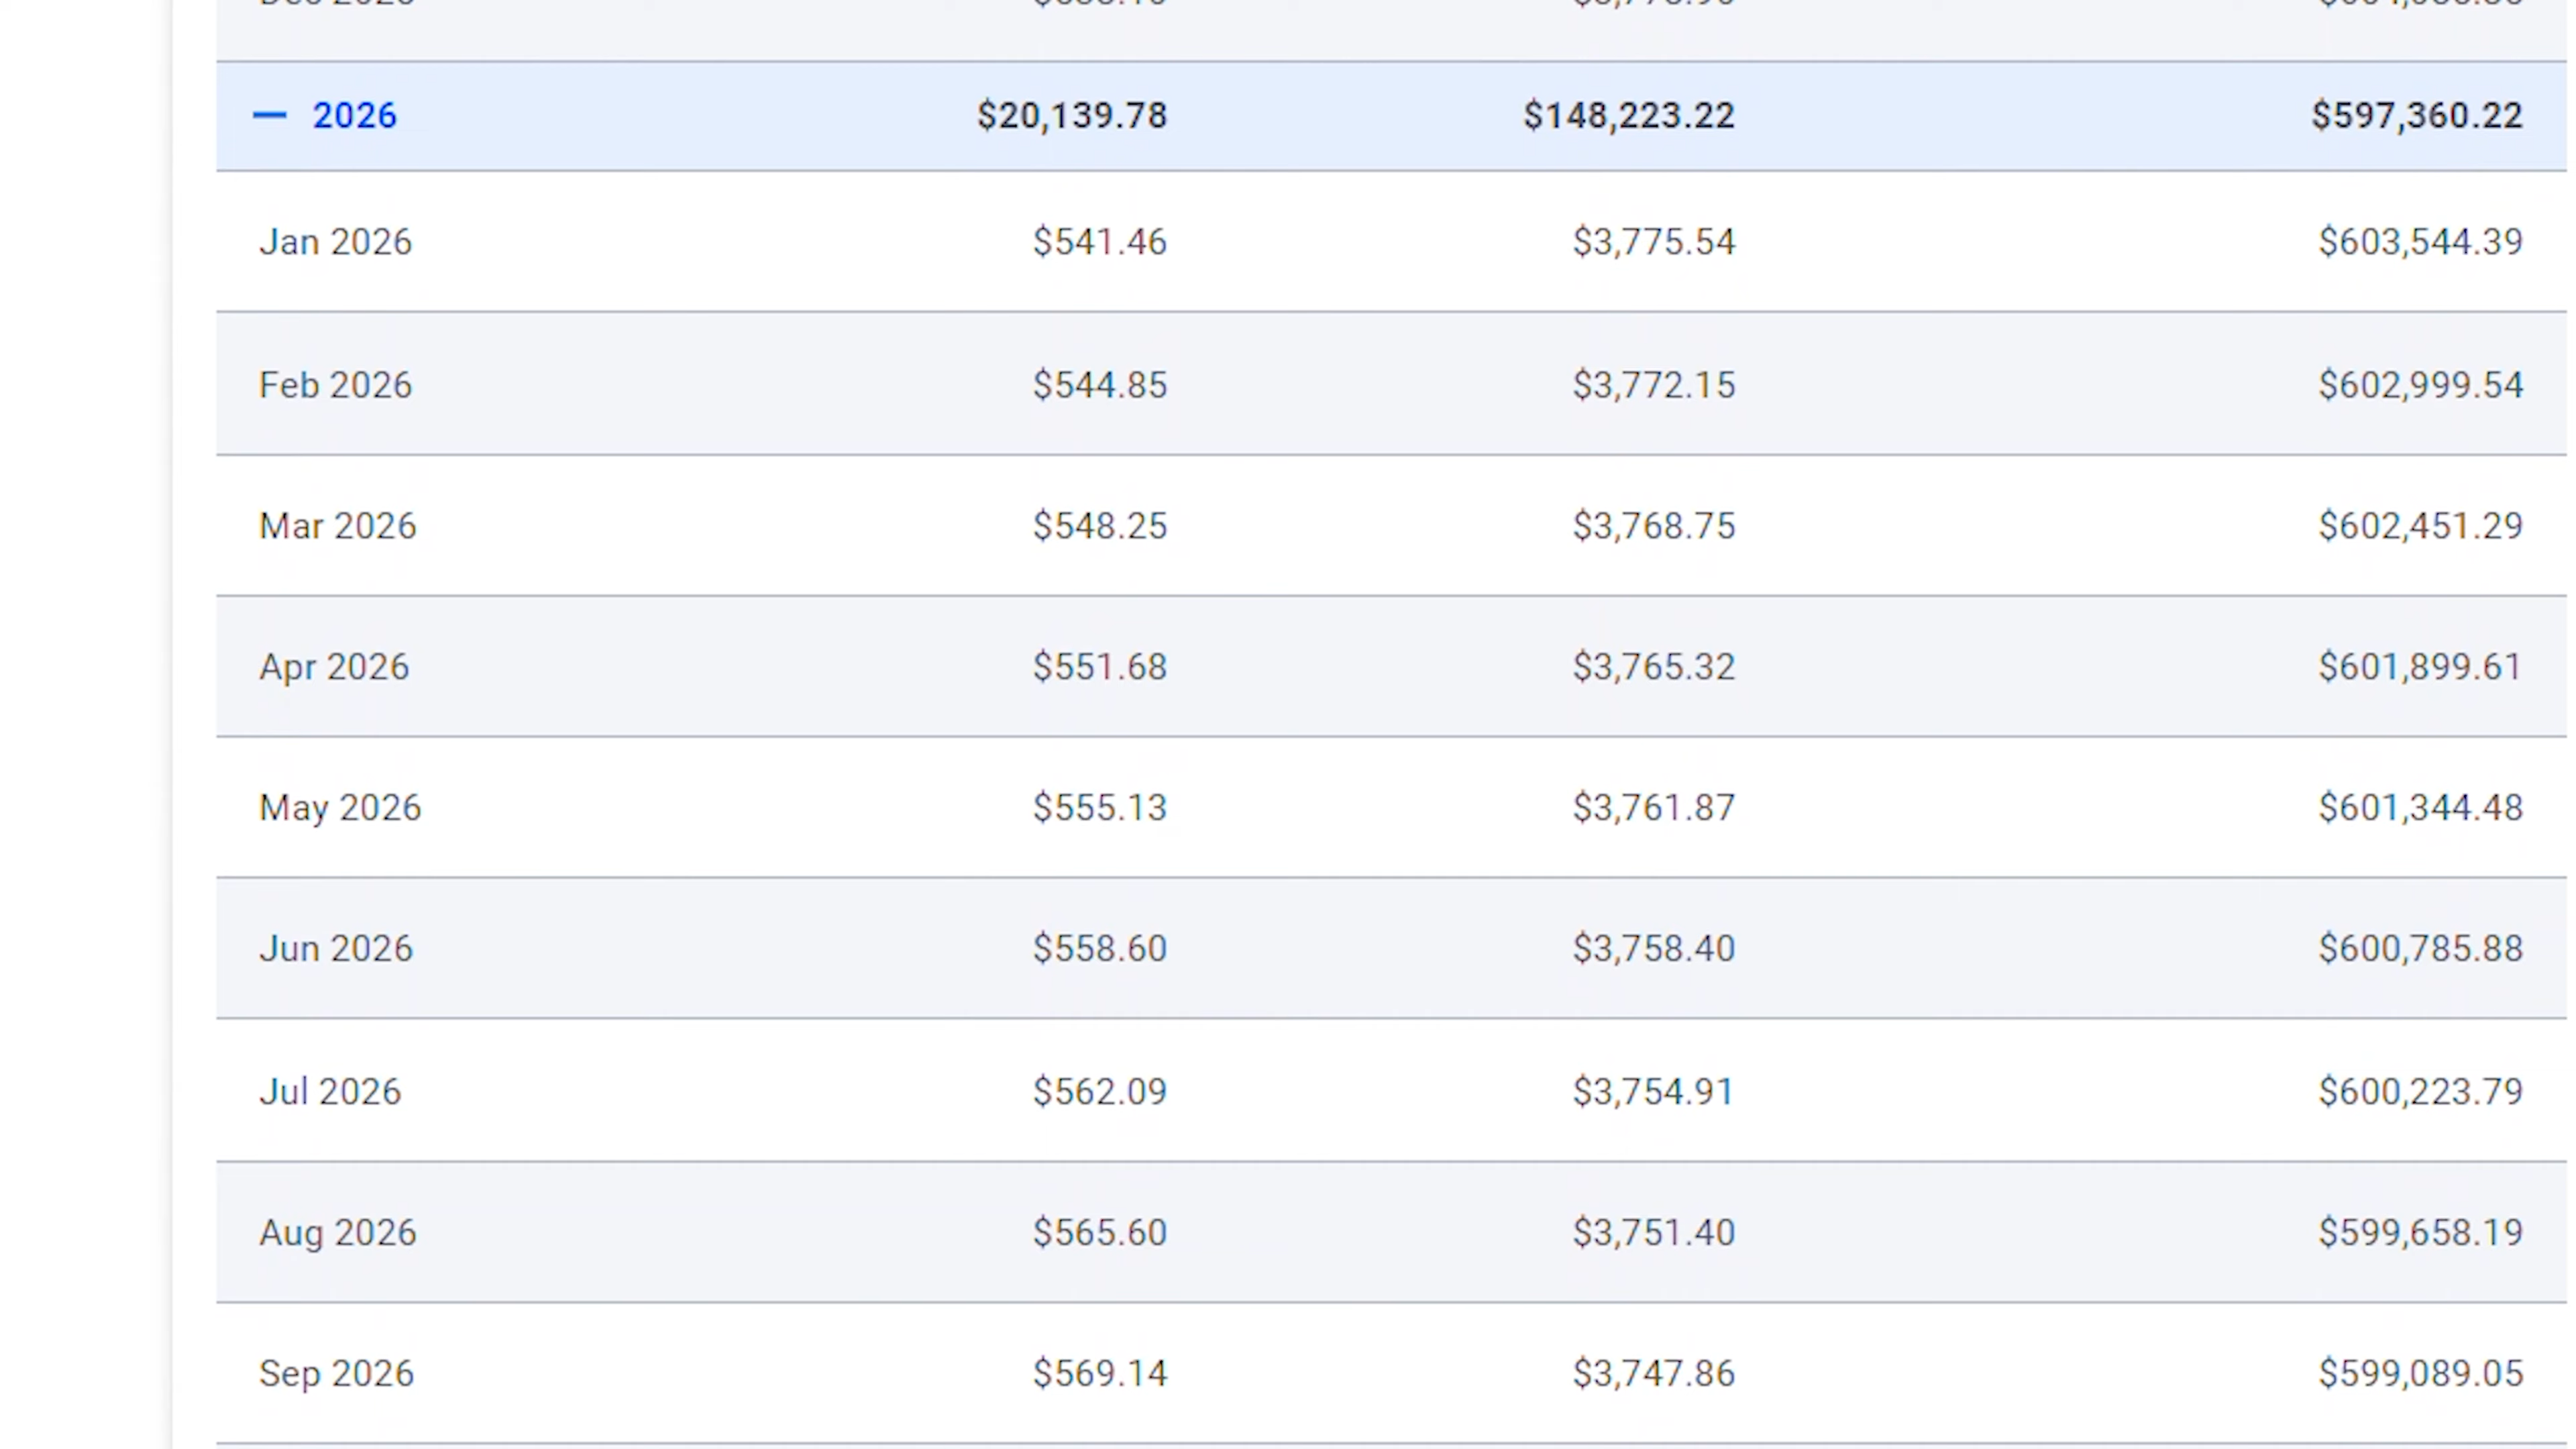 — 2026 $20,139.78 $148,223.22 $597,360.22
Jan 2026 $541.46 $3,775.54 $603,544.39
Feb 2026 $544.85 $3,772.15 $602,999.54
Mar 2026 $548.25 $3,768.75 $602,451.29
Apr 2026 $551.68 $3,765.32 $601,899.61
May 2026 $555.13 $3,761.87 $601,344.48
Jun 2026 $558.60 $3,758.40 $600,785.88
Jul 2026 $562.09 $3,754.91 $600,223.79
Aug 2026 $565.60 $3,751.40 $599,658.19
Sep 2026 $569.14 $3,747.86 $599,089.05